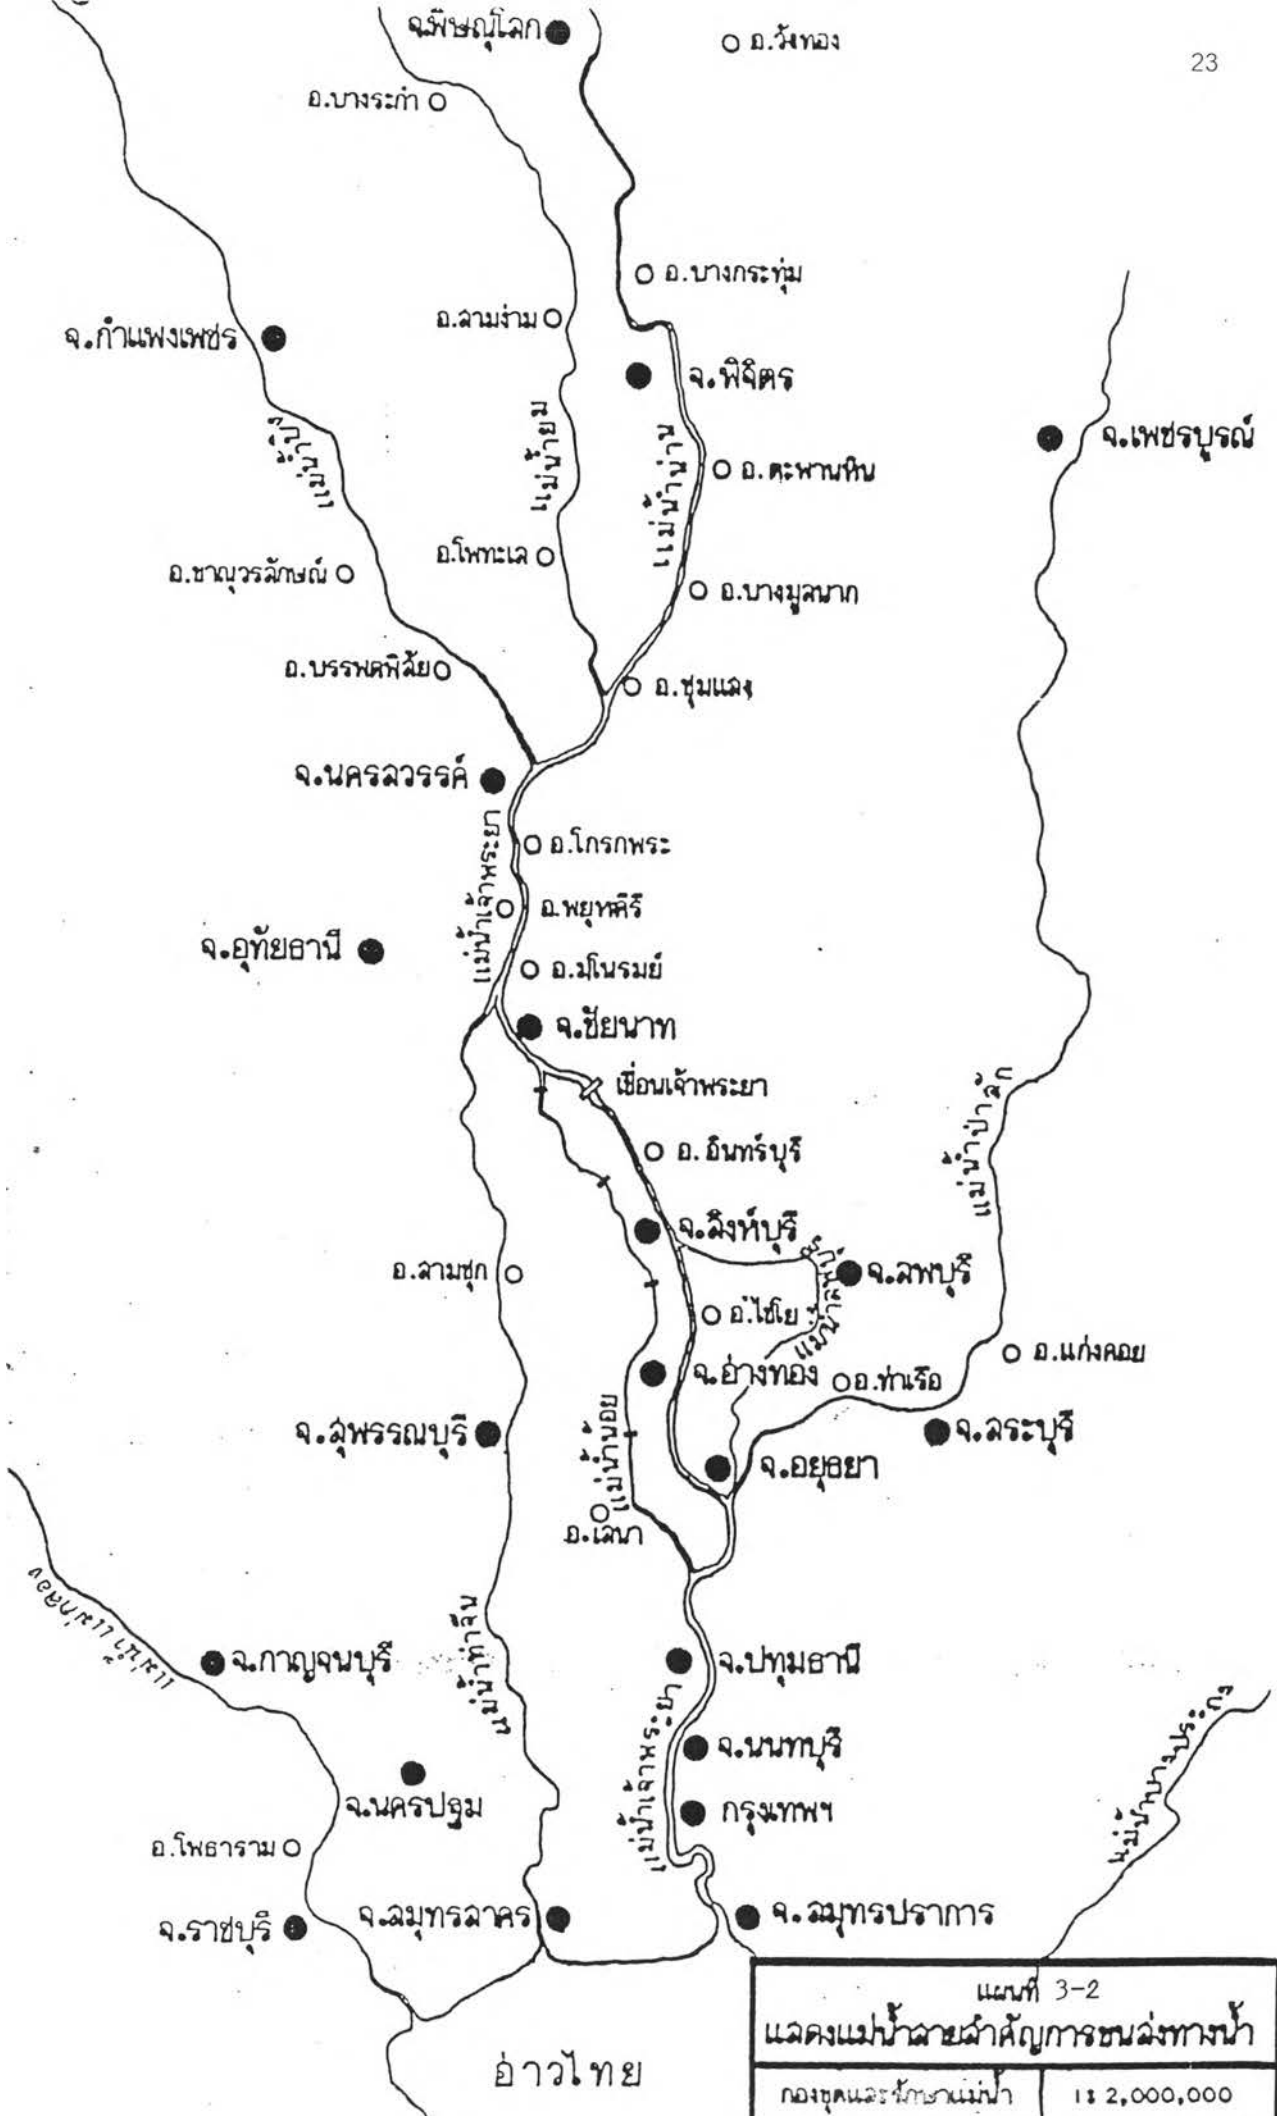 23
จ.พิษณุโลก
อ.วังทอง
อ.บางระกำ
อ.บางกระทุ่ม
อ.สามง่าม
จ.กำแพงเพชร
จ.พิจิตร
จ.เพชรบูรณ์
แม่น้ำปิง
แม่น้ำยม
แม่น้ำน่าน
อ.ตะพานหิน
อ.โพทะเล
อ.ขาณุวรลักษณ์
อ.บางมูลนาก
อ.บรรพตพิสัย
อ.ชุมแสง
จ.นครสวรรค์
แม่น้ำเจ้าพระยา
อ.โกรกพระ
อ.พยุหคีรี
จ.อุทัยธานี
อ.มโนรมย์
จ.ชัยนาท
เขื่อนเจ้าพระยา
แม่น้ำป่าสัก
อ.อินทร์บุรี
จ.สิงห์บุรี
อ.สามชุก
แม่น้ำลพบุรี
จ.ลพบุรี
อ.ไชโย
อ.แก่งคอย
จ.อ่างทอง
อ.ท่าเรือ
จ.สุพรรณบุรี
แม่น้ำน้อย
จ.สระบุรี
จ.อยุธยา
อ.เสนา
แม่น้ำแม่กลอง
แม่น้ำท่าจีน
จ.กาญจนบุรี
จ.ปทุมธานี
แม่น้ำเจ้าพระยา
จ.นนทบุรี
แม่น้ำบางประกง
จ.นครปฐม
กรุงเทพฯ
อ.โพธาราม
จ.ราชบุรี
จ.สมุทรสาคร
จ.สมุทรปราการ
อ่าวไทย
แผนที่ 3-2
แสดงแม่น้ำสายสำคัญการขนส่งทางน้ำ
กองขุดและรักษาแม่น้ำ
1: 2,000,000